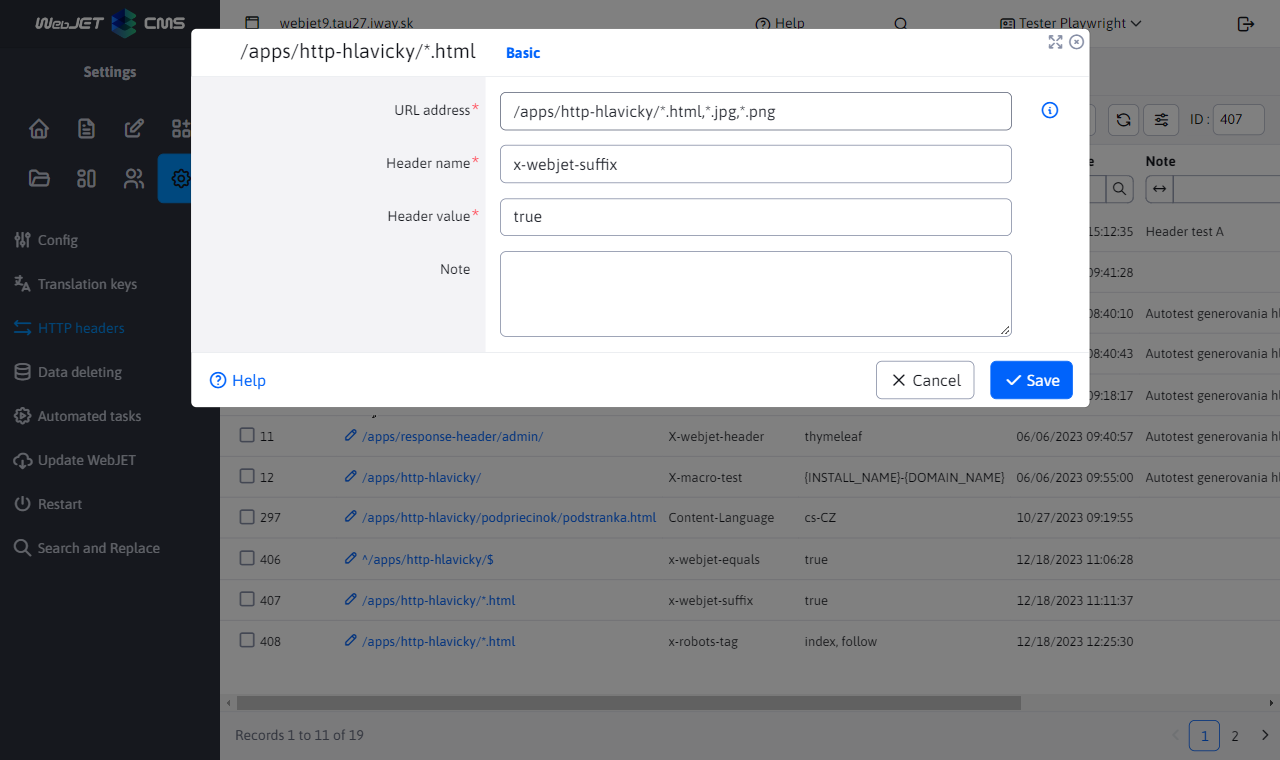 WebJET CMS
webjet9.tau27.iway.sk
Help
Tester Playwright
Settings
/apps/http-hlavicky/*.html
Basic
URL address*
/apps/http-hlavicky/*.html,*.jpg,*.png
Header name*
x-webjet-suffix
Header value*
true
Note
Help
Cancel
Save
ID : 407
Note
15:12:35 Header test A
09:41:28
08:40:10 Autotest generovania hl
08:40:43 Autotest generovania hl
09:18:17 Autotest generovania hl
Config
Translation keys
HTTP headers
Data deleting
Automated tasks
Update WebJET
Restart
Search and Replace
11 /apps/response-header/admin/ X-webjet-header thymeleaf 06/06/2023 09:40:57 Autotest generovania hl
12 /apps/http-hlavicky/ X-macro-test {INSTALL_NAME}-{DOMAIN_NAME} 06/06/2023 09:55:00 Autotest generovania hl
297 /apps/http-hlavicky/podpriecinok/podstranka.html Content-Language cs-CZ 10/27/2023 09:19:55
406 ^/apps/http-hlavicky/$ x-webjet-equals true 12/18/2023 11:06:28
407 /apps/http-hlavicky/*.html x-webjet-suffix true 12/18/2023 11:11:37
408 /apps/http-hlavicky/*.html x-robots-tag index, follow 12/18/2023 12:25:30
Records 1 to 11 of 19
1 2